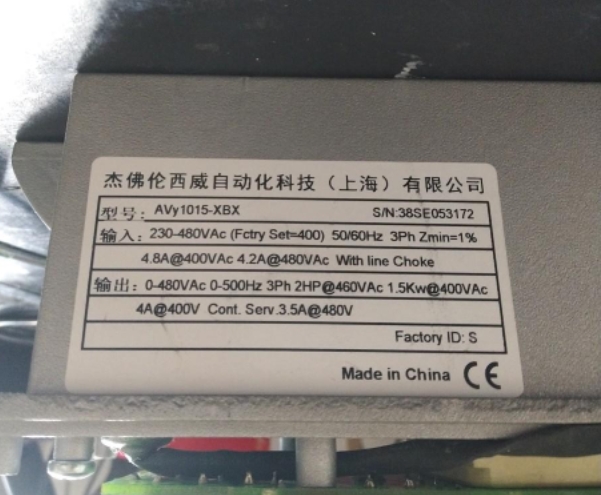 杰佛伦西威自动化科技（上海）有限公司
型号: AVy1015-XBX S/N:38SE053172
输入: 230-480VAc (Fctry Set=400) 50/60Hz 3Ph Zmin=1%
4.8A@400VAc 4.2A@480VAc With line Choke
输出: 0-480VAc 0-500Hz 3Ph 2HP@460VAc 1.5Kw@400VAc
4A@400V Cont. Serv.3.5A@480V
Factory ID: S
Made in China CE